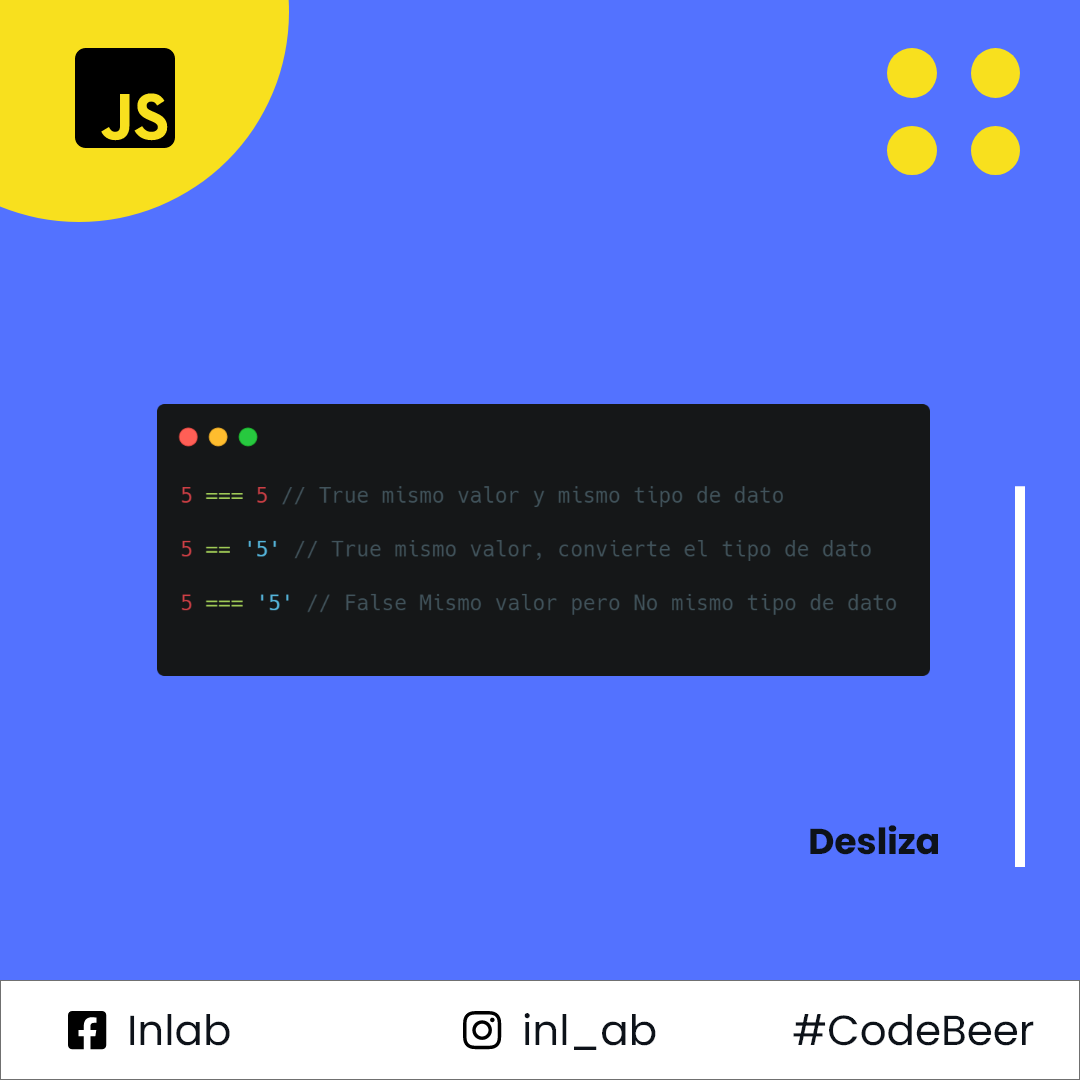 JS
5 === 5 // True mismo valor y mismo tipo de dato
5 == '5' // True mismo valor, convierte el tipo de dato
5 === '5' // False Mismo valor pero No mismo tipo de dato
Desliza
Inlab
inl_ab
#CodeBeer